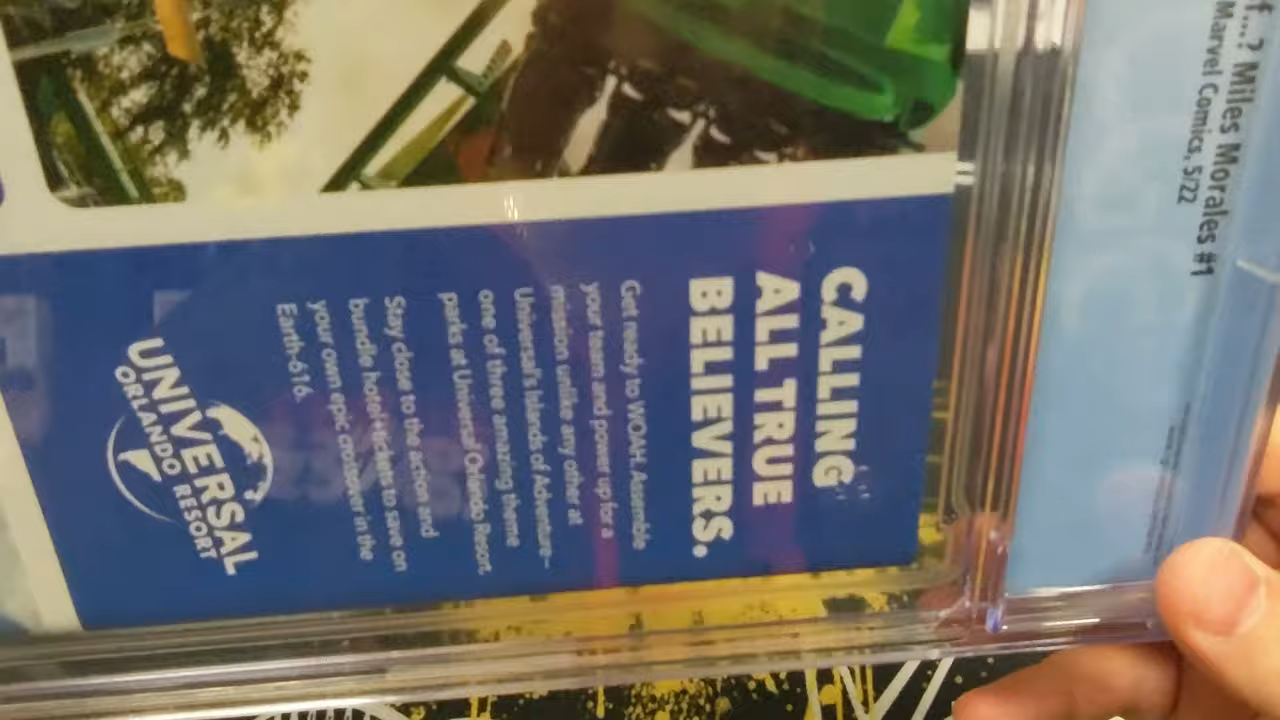 f...? Miles Morales #1
Marvel Comics, 5/22
CALLING
ALL TRUE
BELIEVERS.
Get ready to WOAH. Assemble
your team and power up for a
mission unlike any other at
Universal's Islands of Adventure–
one of three amazing theme
parks at Universal Orlando Resort.
Stay close to the action and
bundle hotel+tickets to save on
your own epic crossover in the
Earth-616.
UNIVERSAL
ORLANDO RESORT